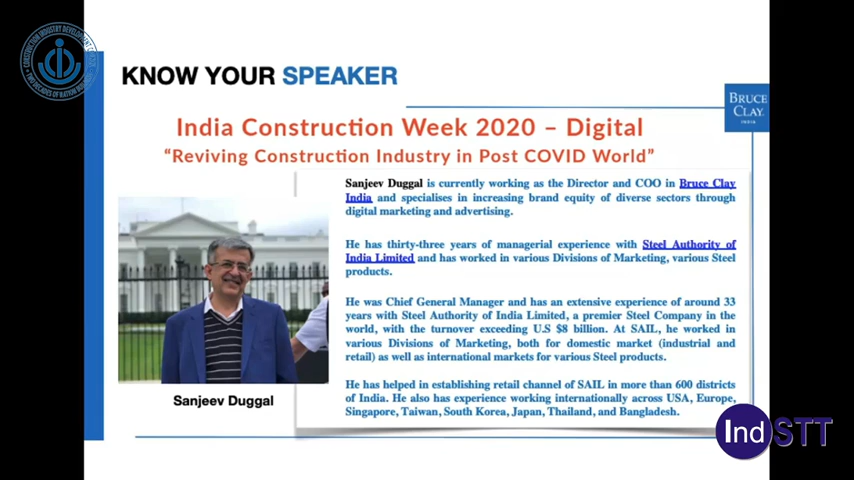 KNOW YOUR SPEAKER
BRUCE
CLAY
INDIA
India Construction Week 2020 – Digital
“Reviving Construction Industry in Post COVID World”
Sanjeev Duggal is currently working as the Director and COO in Bruce Clay
India and specialises in increasing brand equity of diverse sectors through
digital marketing and advertising.
He has thirty-three years of managerial experience with Steel Authority of
India Limited and has worked in various Divisions of Marketing, various Steel
products.
He was Chief General Manager and has an extensive experience of around 33
years with Steel Authority of India Limited, a premier Steel Company in the
world, with the turnover exceeding U.S $8 billion. At SAIL, he worked in
various Divisions of Marketing, both for domestic market (industrial and
retail) as well as international markets for various Steel products.
He has helped in establishing retail channel of SAIL in more than 600 districts
of India. He also has experience working internationally across USA, Europe,
Singapore, Taiwan, South Korea, Japan, Thailand, and Bangladesh.
Sanjeev Duggal
IndSTT